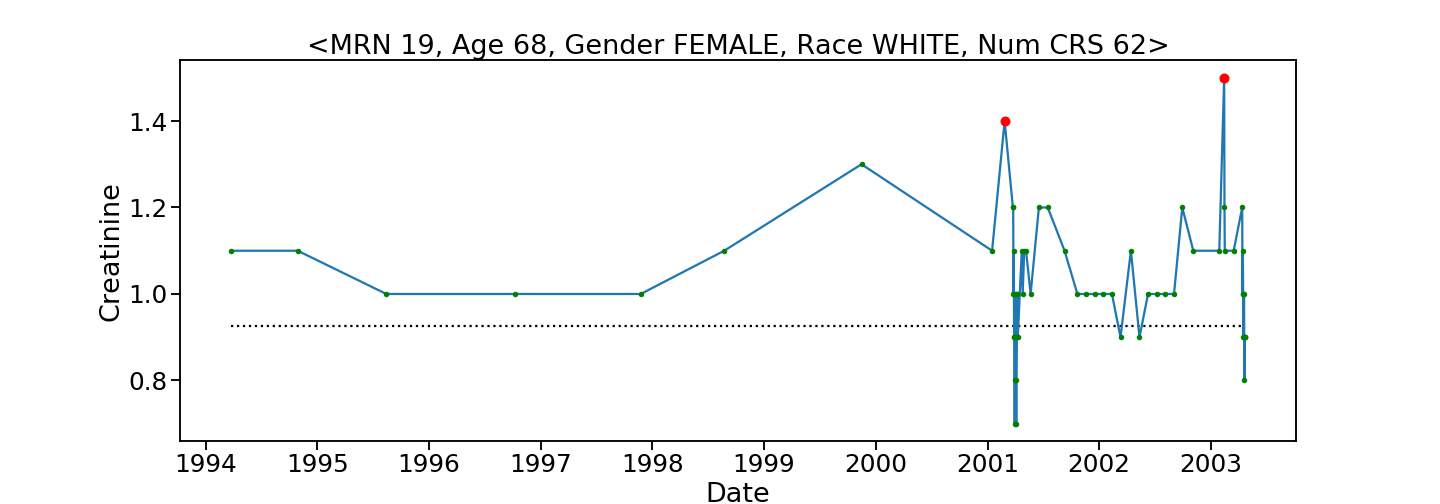 <MRN 19, Age 68, Gender FEMALE, Race WHITE, Num CRS 62>
Creatinine
1.4
1.2
1.0
0.8
1994 1995 1996 1997 1998 1999 2000 2001 2002 2003
Date